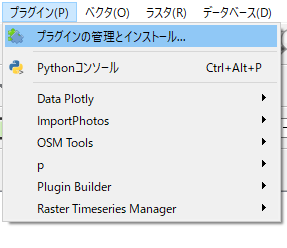 プラグイン(P) ベクタ(O) ラスタ(R) データベース(D)
プラグインの管理とインストール...
Pythonコンソール Ctrl+Alt+P
Data Plotly
ImportPhotos
OSM Tools
p
Plugin Builder
Raster Timeseries Manager